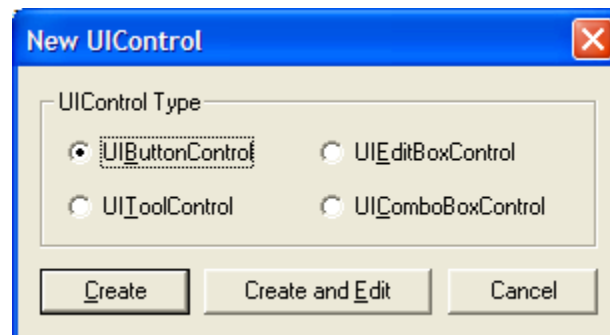 New UIControl
UIControl Type
UIButtonControl UIEditBoxControl
UIToolControl UIComboBoxControl
Create Create and Edit Cancel